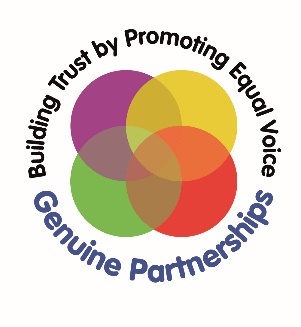 Building Trust by Promoting Equal Voice
Genuine Partnerships